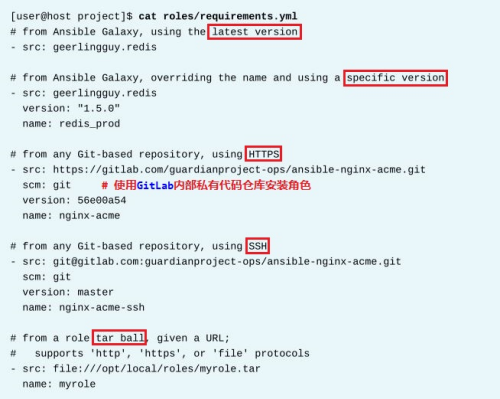 [user@host project]$ cat roles/requirements.yml
# from Ansible Galaxy, using the latest version
- src: geerlingguy.redis
# from Ansible Galaxy, overriding the name and using a specific version
- src: geerlingguy.redis
  version: "1.5.0"
  name: redis_prod
# from any Git-based repository, using HTTPS
- src: https://gitlab.com/guardianproject-ops/ansible-nginx-acme.git
  scm: git    # 使用GitLab内部私有代码仓库安装角色
  version: 56e00a54
  name: nginx-acme
# from any Git-based repository, using SSH
- src: git@gitlab.com:guardianproject-ops/ansible-nginx-acme.git
  scm: git
  version: master
  name: nginx-acme-ssh
# from a role tar ball, given a URL;
#   supports 'http', 'https', or 'file' protocols
- src: file:///opt/local/roles/myrole.tar
  name: myrole